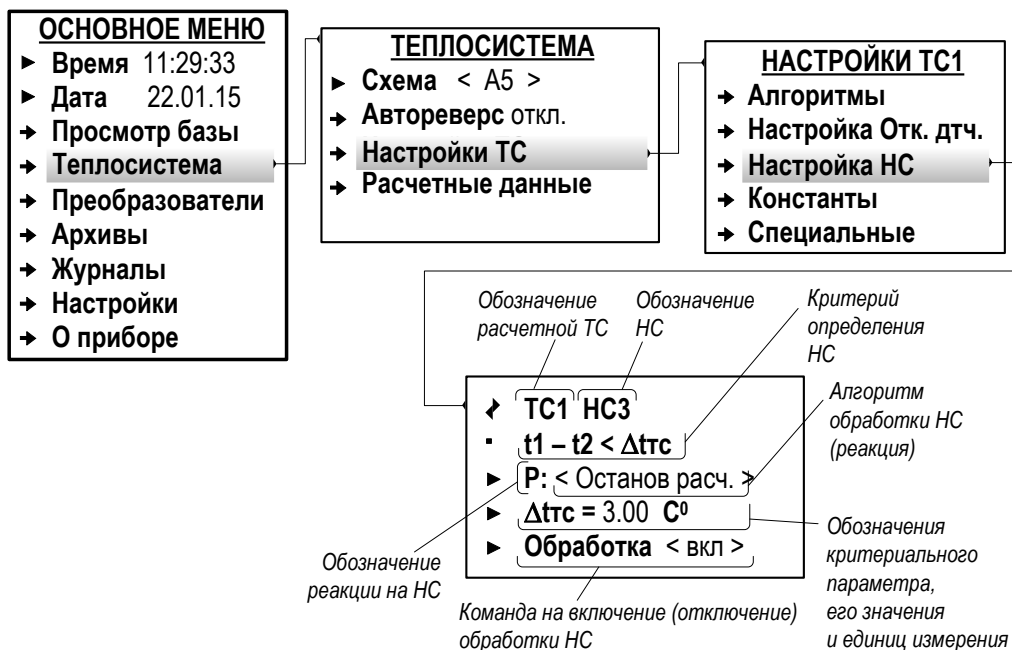 ОСНОВНОЕ МЕНЮ
Время 11:29:33
Дата 22.01.15
Просмотр базы
Теплосистема
Преобразователи
Архивы
Журналы
Настройки
О приборе
ТЕПЛОСИСТЕМА
Схема < А5 >
Автореверс откл.
Настройки ТС
Расчетные данные
НАСТРОЙКИ ТС1
Алгоритмы
Настройка Отк. дтч.
Настройка НС
Константы
Специальные
Обозначение
расчетной ТС
Обозначение
НС
Критерий
определения
НС
Алгоритм
обработки НС
(реакция)
ТС1 НС3
t1 – t2 < Δtтс
Р: < Останов расч. >
Δtтс = 3.00 С⁰
Обработка < вкл >
Обозначение
реакции на НС
Команда на включение (отключение)
обработки НС
Обозначения
критериального
параметра,
его значения
и единиц измерения